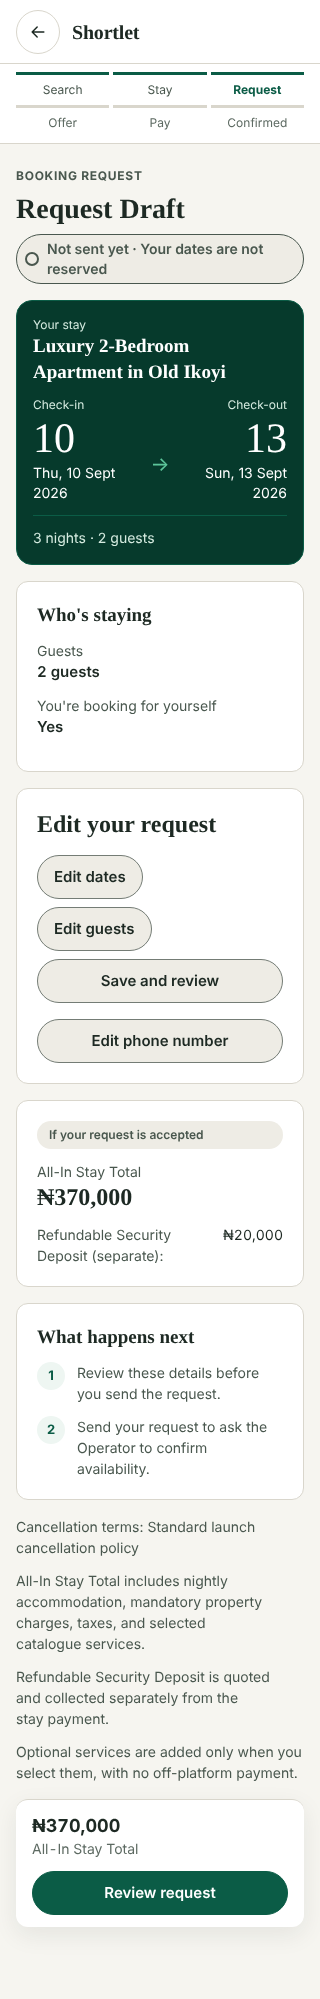 Shortlet
Search
Stay
Request
Offer
Pay
Confirmed
BOOKING REQUEST
Request Draft
Not sent yet · Your dates are not
reserved
Your stay
Luxury 2-Bedroom
Apartment in Old Ikoyi
Check-in
Check-out
10
→
13
Thu, 10 Sept
2026
Sun, 13 Sept
2026
3 nights · 2 guests
Who's staying
Guests
2 guests
You're booking for yourself
Yes
Edit your request
Edit dates
Edit guests
Save and review
Edit phone number
If your request is accepted
All-In Stay Total
₦370,000
Refundable Security
Deposit (separate):
₦20,000
What happens next
1
Review these details before
you send the request.
2
Send your request to ask the
Operator to confirm
availability.
Cancellation terms: Standard launch
cancellation policy
All-In Stay Total includes nightly
accommodation, mandatory property
charges, taxes, and selected
catalogue services.
Refundable Security Deposit is quoted
and collected separately from the
stay payment.
Optional services are added only when you
select them, with no off-platform payment.
₦370,000
All-In Stay Total
Review request